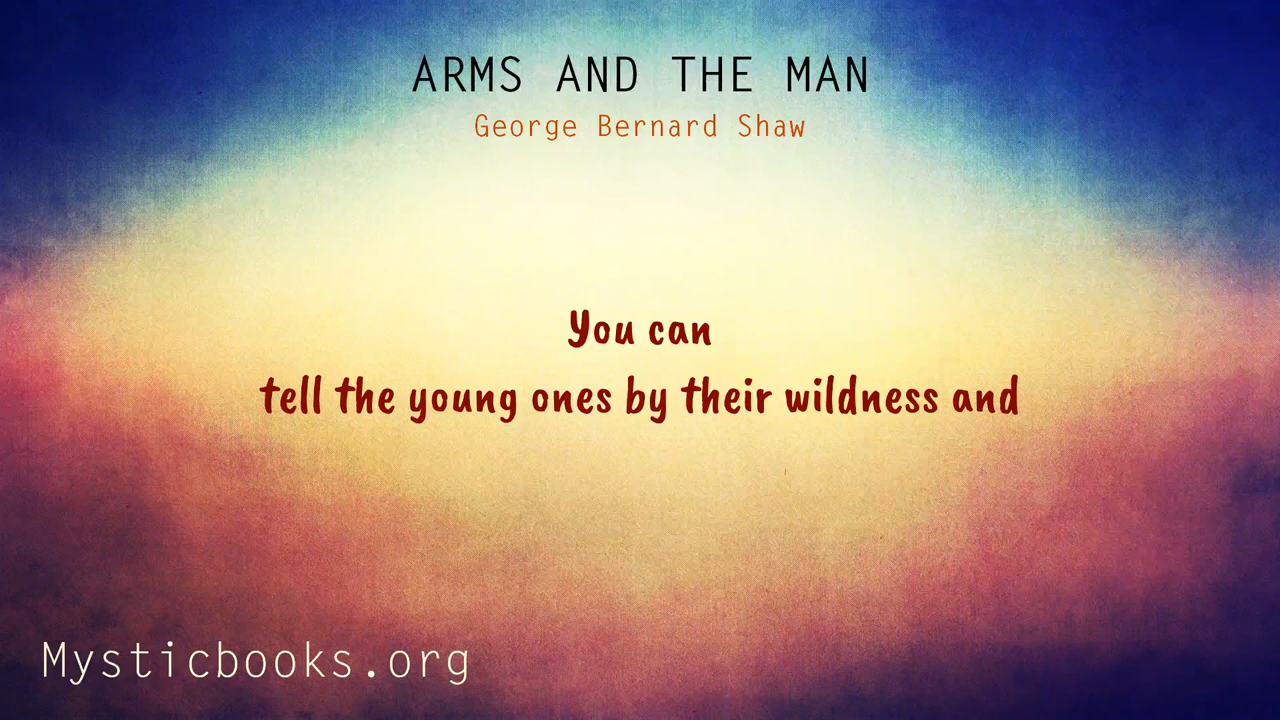 ARMS AND THE MAN
George Bernard Shaw
You can
tell the young ones by their wildness and
Mysticbooks.org